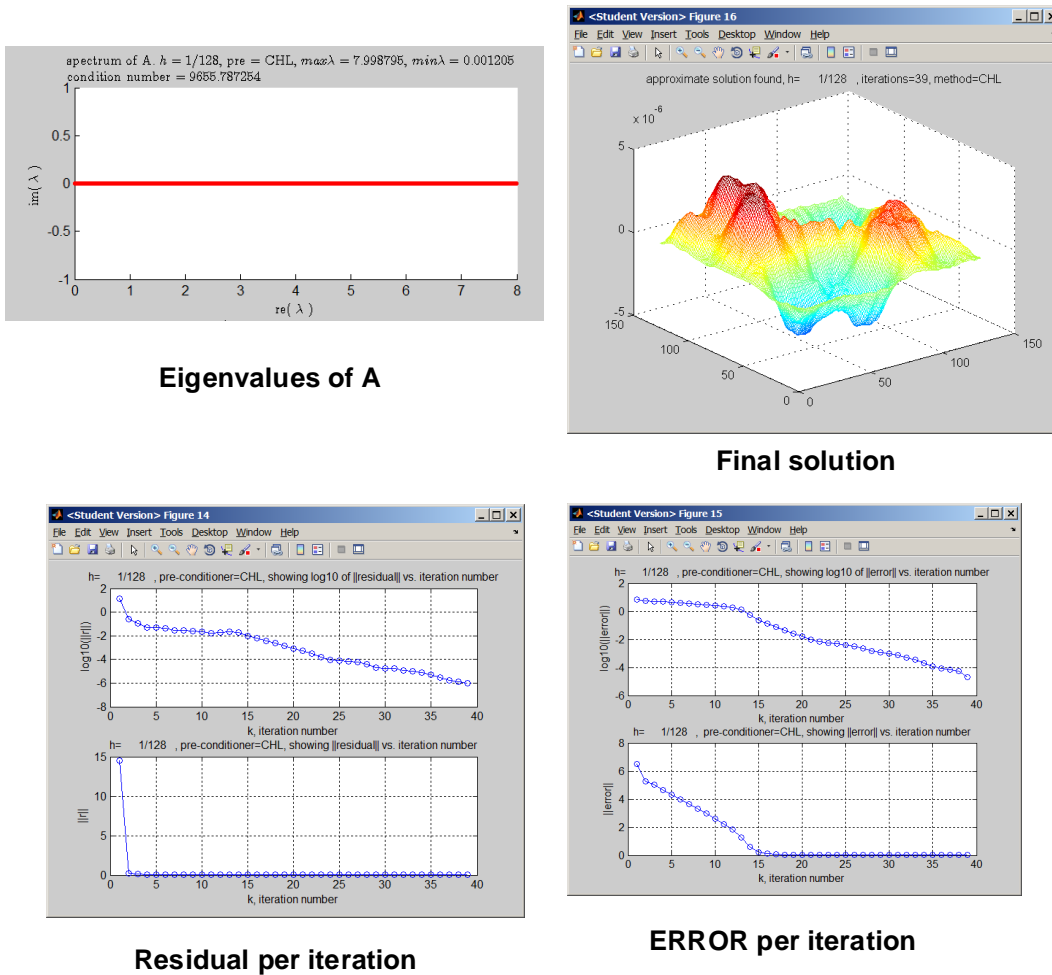 spectrum of A. h = 1/128, pre = CHL, maxλ = 7.998795, minλ = 0.001205
condition number = 9655.787254
1
0.5
0
-0.5
-1
im( λ )
0 1 2 3 4 5 6 7 8
re( λ )
Eigenvalues of A
<Student Version> Figure 16
File Edit View Insert Tools Desktop Window Help
approximate solution found, h= 1/128 , iterations=39, method=CHL
x 10^-6
5
0
-5
150
100
50
0
0
50
100
150
Final solution
<Student Version> Figure 14
File Edit View Insert Tools Desktop Window Help
h= 1/128 , pre-conditioner=CHL, showing log10 of ||residual|| vs. iteration number
2
0
-2
-4
-6
-8
log10(||r||)
0 5 10 15 20 25 30 35 40
k, iteration number
h= 1/128 , pre-conditioner=CHL, showing ||residual|| vs. iteration number
15
10
5
0
||r||
0 5 10 15 20 25 30 35 40
k, iteration number
Residual per iteration
<Student Version> Figure 15
File Edit View Insert Tools Desktop Window Help
h= 1/128 , pre-conditioner=CHL, showing log10 of ||error|| vs. iteration number
2
0
-2
-4
-6
log10(||error||)
0 5 10 15 20 25 30 35 40
k, iteration number
h= 1/128 , pre-conditioner=CHL, showing ||error|| vs. iteration number
8
6
4
2
0
||error||
0 5 10 15 20 25 30 35 40
k, iteration number
ERROR per iteration